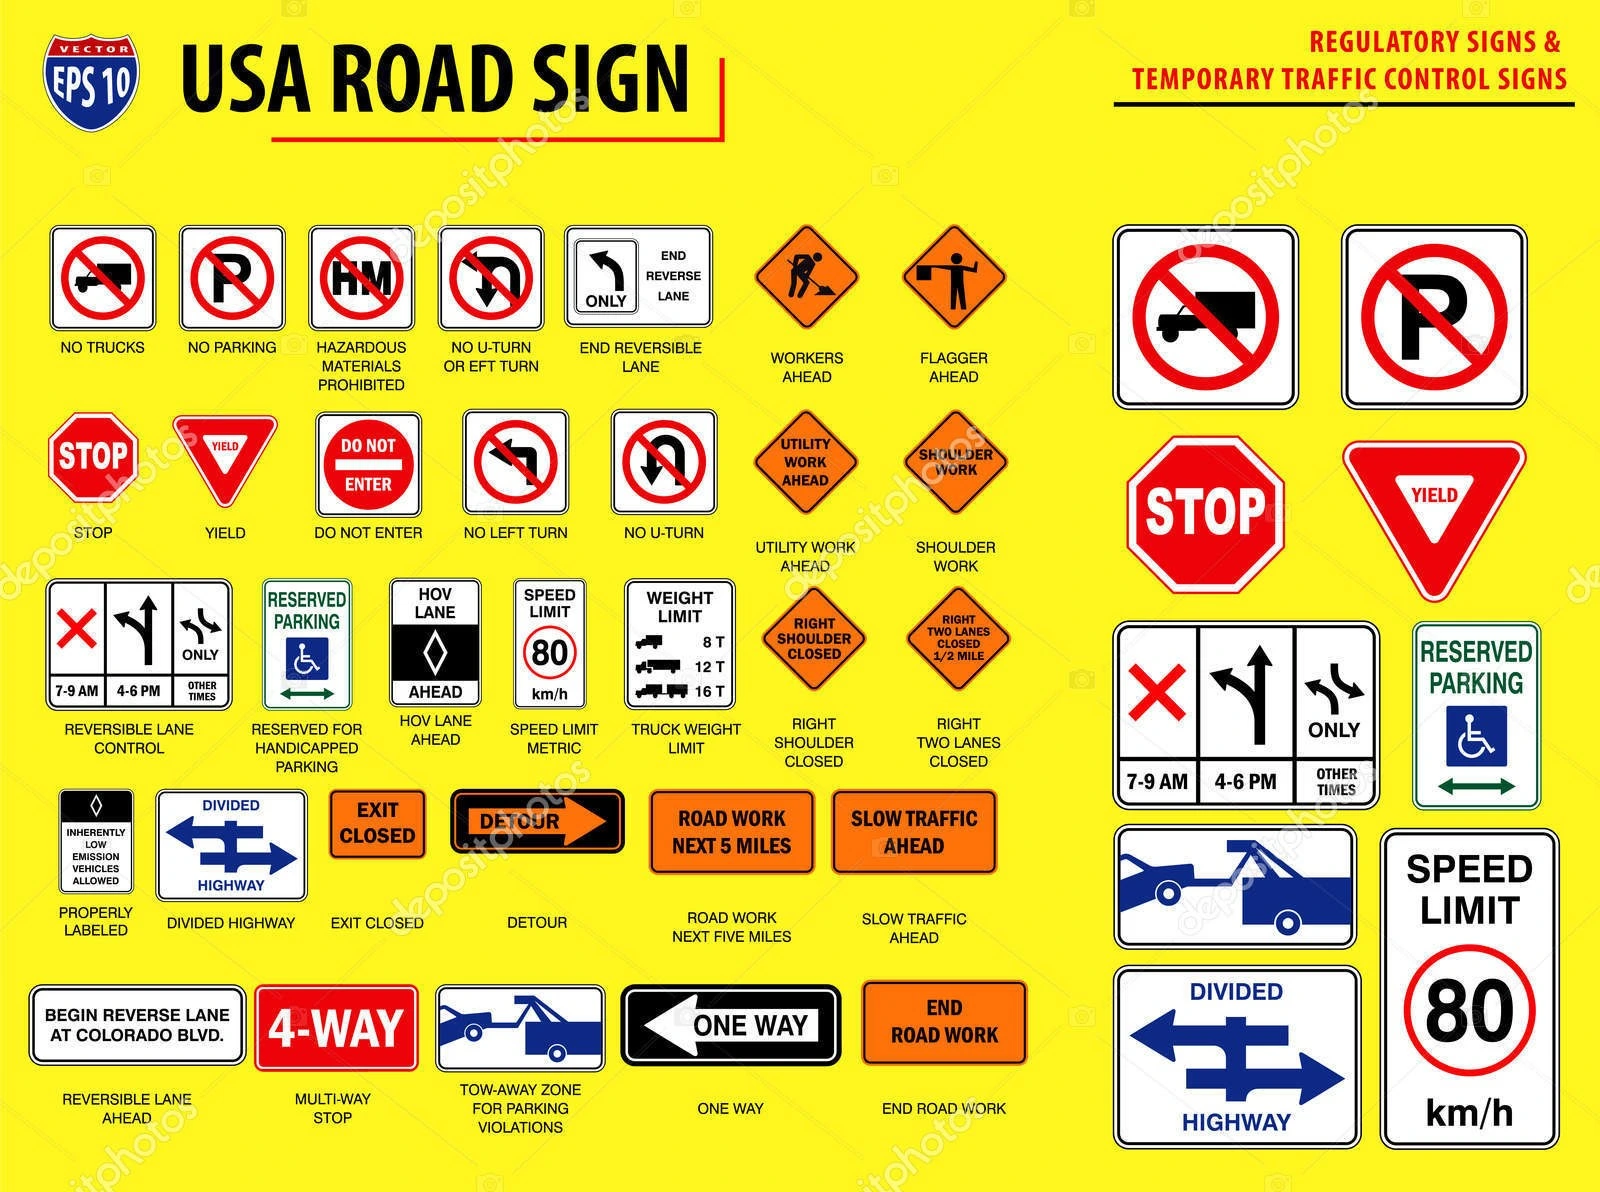 VECTOR
EPS 10
USA ROAD SIGN
REGULATORY SIGNS &
TEMPORARY TRAFFIC CONTROL SIGNS
P
HM
ONLY
END
REVERSE
LANE
NO TRUCKS
NO PARKING
HAZARDOUS
MATERIALS
PROHIBITED
NO U-TURN
OR EFT TURN
END REVERSIBLE
LANE
WORKERS
AHEAD
FLAGGER
AHEAD
STOP
YIELD
DO NOT
ENTER
UTILITY
WORK
AHEAD
SHOULDER
WORK
STOP
YIELD
DO NOT ENTER
NO LEFT TURN
NO U-TURN
UTILITY WORK
AHEAD
SHOULDER
WORK
7-9 AM
4-6 PM
ONLY
OTHER
TIMES
RESERVED
PARKING
HOV
LANE
AHEAD
SPEED
LIMIT
80
km/h
WEIGHT
LIMIT
8 T
12 T
16 T
RIGHT
SHOULDER
CLOSED
RIGHT
TWO LANES
CLOSED
1/2 MILE
REVERSIBLE LANE
CONTROL
RESERVED FOR
HANDICAPPED
PARKING
HOV LANE
AHEAD
SPEED LIMIT
METRIC
TRUCK WEIGHT
LIMIT
RIGHT
SHOULDER
CLOSED
RIGHT
TWO LANES
CLOSED
INHERENTLY
LOW
EMISSION
VEHICLES
ALLOWED
DIVIDED
HIGHWAY
EXIT
CLOSED
DETOUR
ROAD WORK
NEXT 5 MILES
SLOW TRAFFIC
AHEAD
PROPERLY
LABELED
DIVIDED HIGHWAY
EXIT CLOSED
DETOUR
ROAD WORK
NEXT FIVE MILES
SLOW TRAFFIC
AHEAD
BEGIN REVERSE LANE
AT COLORADO BLVD.
4-WAY
ONE WAY
END
ROAD WORK
REVERSIBLE LANE
AHEAD
MULTI-WAY
STOP
TOW-AWAY ZONE
FOR PARKING
VIOLATIONS
ONE WAY
END ROAD WORK
P
STOP
YIELD
7-9 AM
4-6 PM
ONLY
OTHER
TIMES
RESERVED
PARKING
DIVIDED
HIGHWAY
SPEED
LIMIT
80
km/h
depositphotos